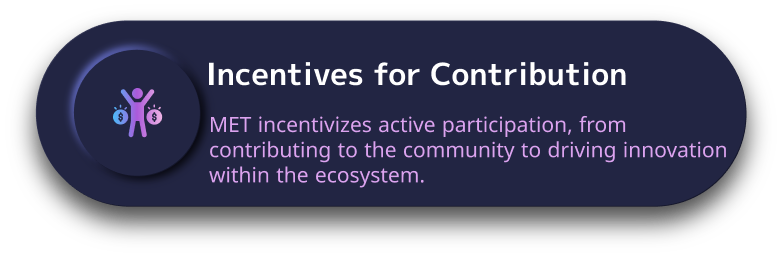 Incentives for Contribution
MET incentivizes active participation, from
contributing to the community to driving innovation
within the ecosystem.